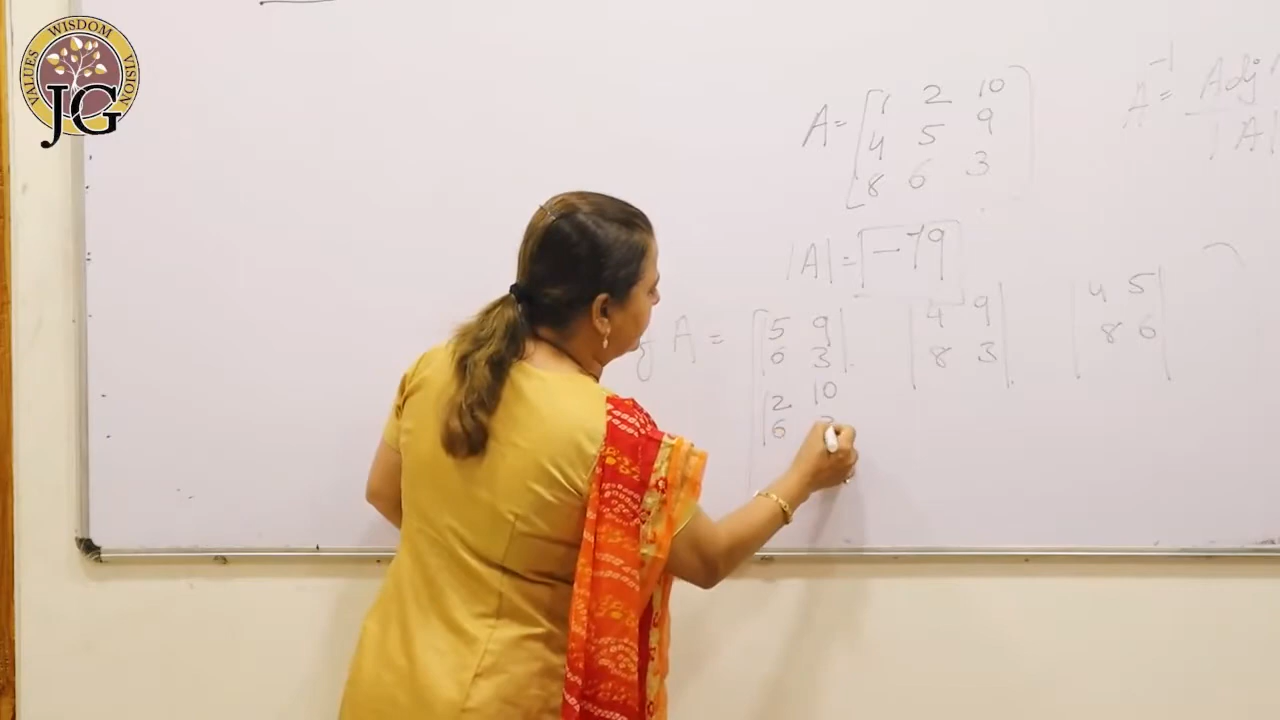 VALUES WISDOM VISION
JG
A = [1 2 10
4 5 9
8 6 3]
A⁻¹ = Adj A
|A|
|A| = -79
A = [|5 9
6 3| |4 9
8 3| |4 5
8 6|
|2 10
6 3